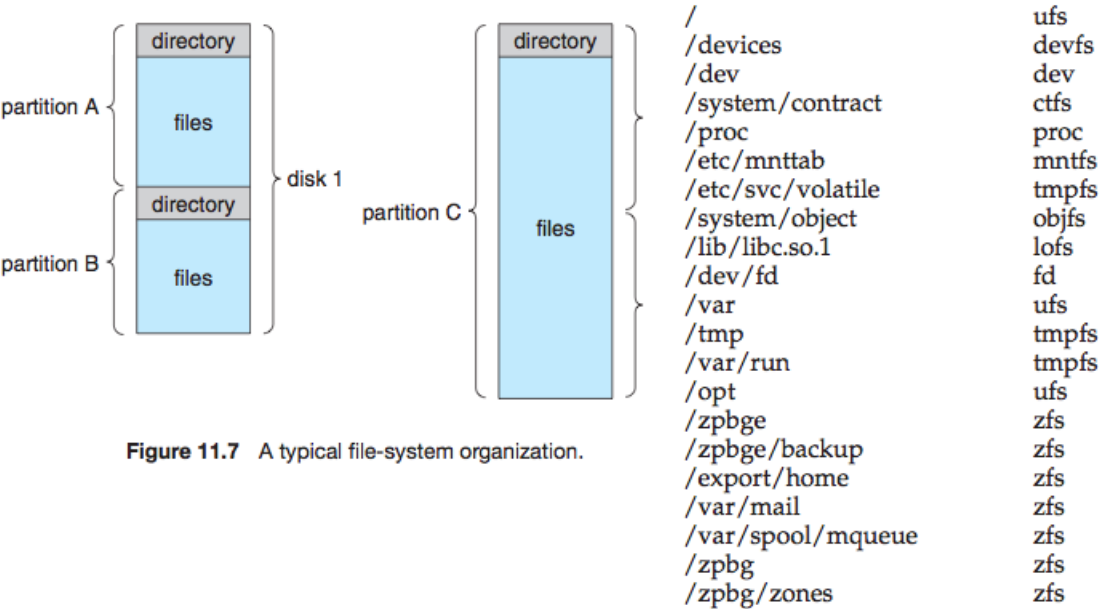 directory
files
partition A
directory
files
partition B
disk 1
directory
files
partition C
Figure 11.7 A typical file-system organization.
/ ufs
/devices devfs
/dev dev
/system/contract ctfs
/proc proc
/etc/mnttab mntfs
/etc/svc/volatile tmpfs
/system/object objfs
/lib/libc.so.1 lofs
/dev/fd fd
/var ufs
/tmp tmpfs
/var/run tmpfs
/opt ufs
/zpbge zfs
/zpbge/backup zfs
/export/home zfs
/var/mail zfs
/var/spool/mqueue zfs
/zpbg zfs
/zpbg/zones zfs